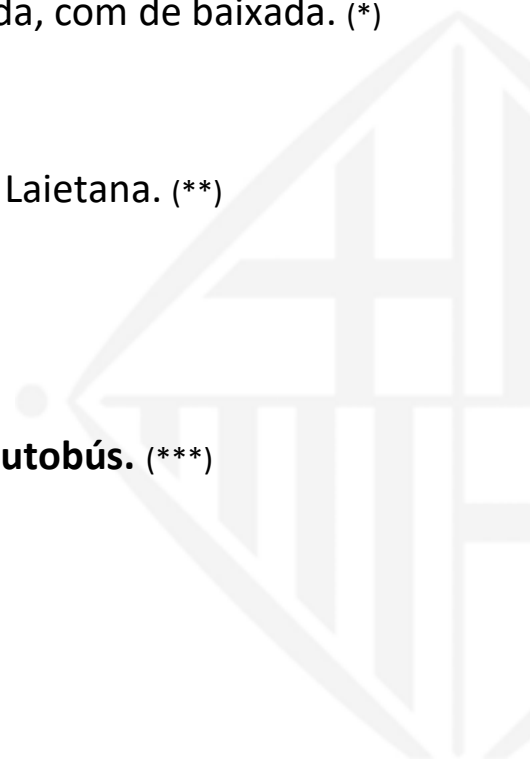 da, com de baixada. (*)
Laietana. (**)
utobús. (***)